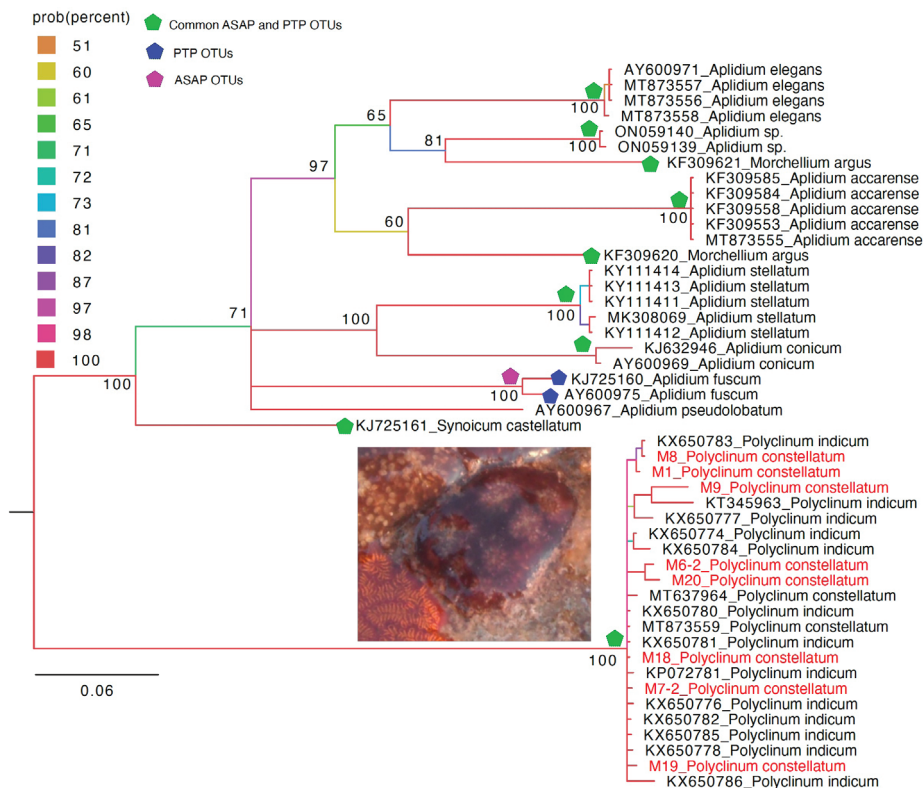 prob(percent)
51
60
61
65
71
72
73
81
82
87
97
98
100
Common ASAP and PTP OTUs
PTP OTUs
ASAP OTUs
AY600971_Aplidium elegans
MT873557_Aplidium elegans
MT873556_Aplidium elegans
MT873558_Aplidium elegans
100
65
ON059140_Aplidium sp.
ON059139_Aplidium sp.
100
81
KF309621_Morchellium argus
97
KF309585_Aplidium accarense
KF309584_Aplidium accarense
KF309558_Aplidium accarense
KF309553_Aplidium accarense
MT873555_Aplidium accarense
100
60
KF309620_Morchellium argus
KY111414_Aplidium stellatum
KY111413_Aplidium stellatum
KY111411_Aplidium stellatum
MK308069_Aplidium stellatum
KY111412_Aplidium stellatum
100
71
100
KJ632946_Aplidium conicum
AY600969_Aplidium conicum
KJ725160_Aplidium fuscum
AY600975_Aplidium fuscum
100
AY600967_Aplidium pseudolobatum
100
KJ725161_Synoicum castellatum
KX650783_Polyclinum indicum
M8_Polyclinum constellatum
M1_Polyclinum constellatum
M9_Polyclinum constellatum
KT345963_Polyclinum indicum
KX650777_Polyclinum indicum
KX650774_Polyclinum indicum
KX650784_Polyclinum indicum
M6-2_Polyclinum constellatum
M20_Polyclinum constellatum
MT637964_Polyclinum constellatum
KX650780_Polyclinum indicum
MT873559_Polyclinum constellatum
KX650781_Polyclinum indicum
100
M18_Polyclinum constellatum
KP072781_Polyclinum indicum
M7-2_Polyclinum constellatum
KX650776_Polyclinum indicum
KX650782_Polyclinum indicum
KX650785_Polyclinum indicum
KX650778_Polyclinum indicum
M19_Polyclinum constellatum
KX650786_Polyclinum indicum
0.06